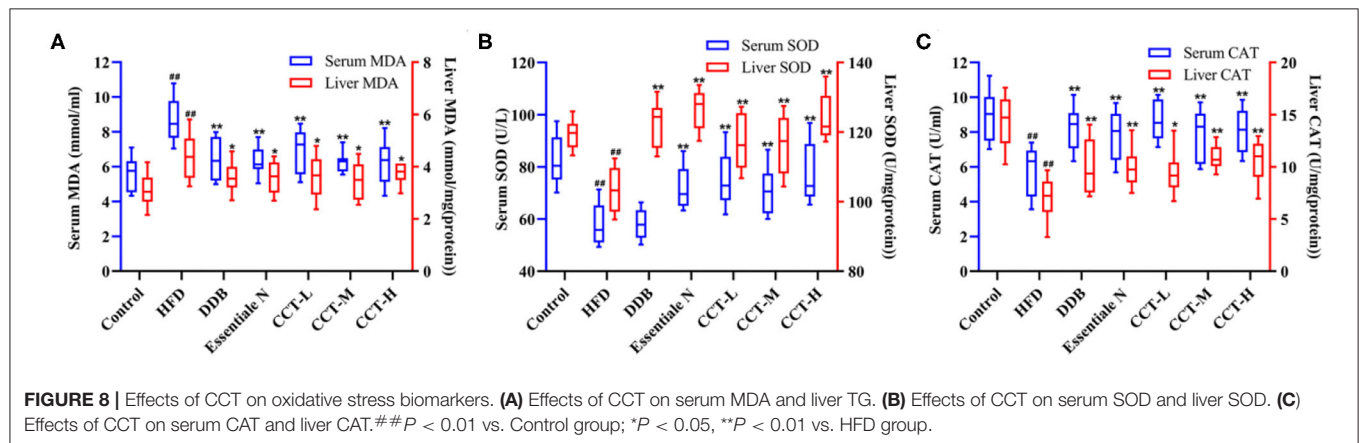 A
Serum MDA
Liver MDA
Serum MDA (nmol/ml)
12
10
8
6
4
2
0
##
##
**
*
**
*
**
*
**
*
**
*
8
6
4
2
0
Liver MDA (nmol/mg(protein))
Control
HFD
DDB
Essentiale N
CCT-L
CCT-M
CCT-H
B
Serum SOD
Liver SOD
Serum SOD (U/L)
120
100
80
60
40
##
##
**
**
**
**
**
**
**
**
**
140
120
100
80
Liver SOD (U/mg(protein))
Control
HFD
DDB
Essentiale N
CCT-L
CCT-M
CCT-H
C
Serum CAT
Liver CAT
Serum CAT (U/ml)
12
10
8
6
4
2
0
##
##
**
**
**
**
**
*
**
**
**
**
20
15
10
5
0
Liver CAT (U/mg(protein))
Control
HFD
DDB
Essentiale N
CCT-L
CCT-M
CCT-H
FIGURE 8 | Effects of CCT on oxidative stress biomarkers. (A) Effects of CCT on serum MDA and liver TG. (B) Effects of CCT on serum SOD and liver SOD. (C)
Effects of CCT on serum CAT and liver CAT.##P < 0.01 vs. Control group; *P < 0.05, **P < 0.01 vs. HFD group.